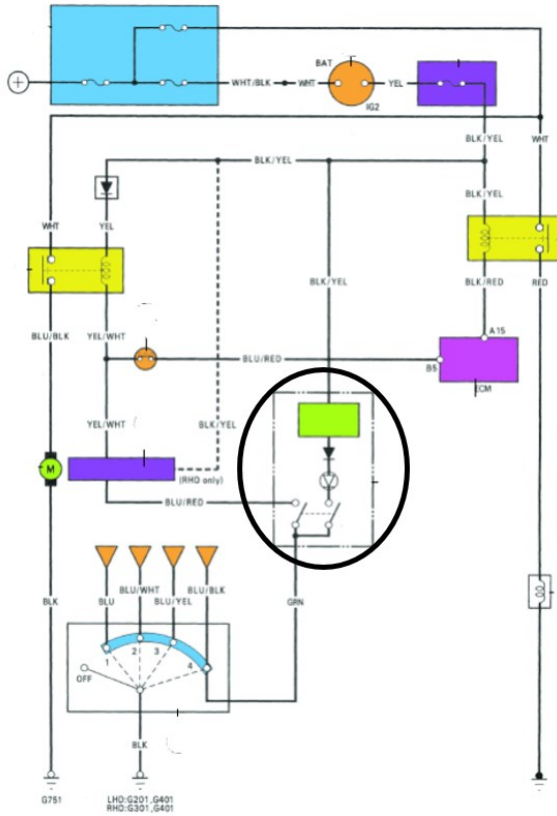 BAT
WHT/BLK
WHT
YEL
IG2
BLK/YEL
WHT
BLK/YEL
BLK/YEL
WHT
YEL
BLK/YEL
BLK/RED
RED
BLU/BLK
YEL/WHT
A15
BLU/RED
B5
ECM
YEL/WHT
BLK/YEL
M
(RHD only)
BLU/RED
BLU/WHT
BLU/BLK
BLK
BLU
BLU/YEL
GRN
1
2
3
4
OFF
BLK
G751
LHD:G201,G401
RHD:G301,G401